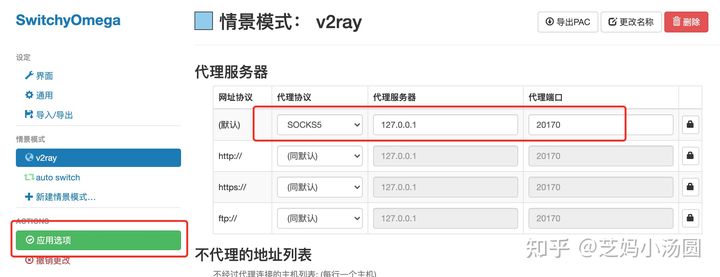 SwitchyOmega
设定
界面
通用
导入/导出
情景模式
v2ray
auto switch
新建情景模式…
ACTIONS
应用选项
撤销更改
情景模式： v2ray
导出PAC 更改名称 删除
代理服务器
网址协议 代理协议 代理服务器 代理端口
(默认) SOCKS5 127.0.0.1 20170
http:// (同默认) 127.0.0.1 20170
https:// (同默认) 127.0.0.1 20170
ftp:// (同默认) 127.0.0.1 20170
不代理的地址列表
不经过代理连接的主机列表: (每行一个主机)
知乎 @芝妈小汤圆